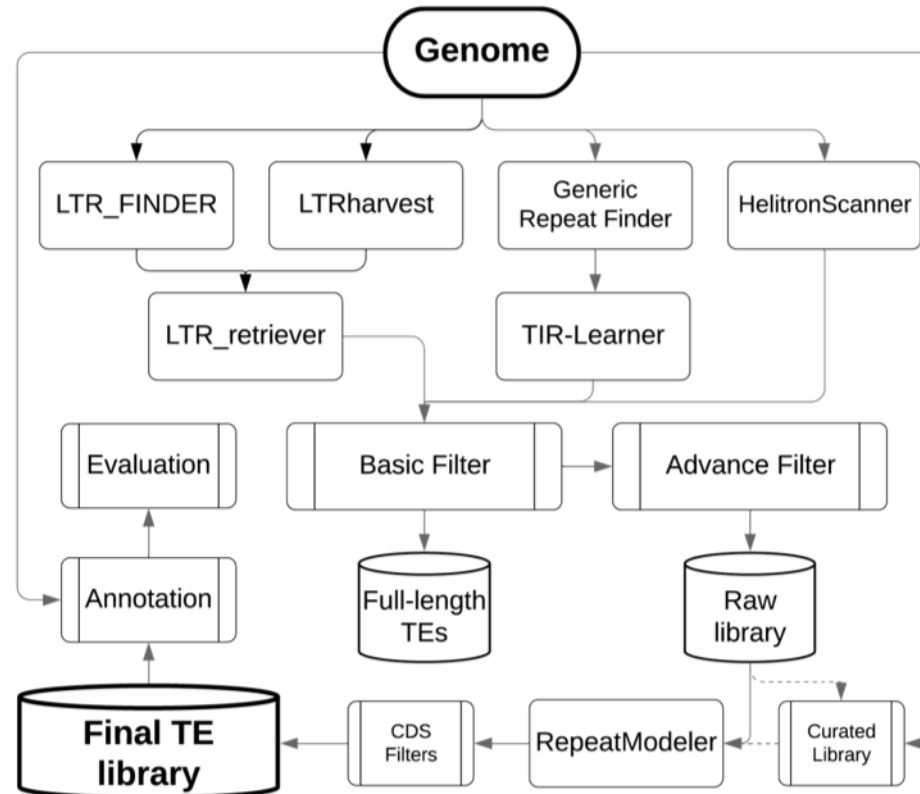 Genome
LTR_FINDER
LTRharvest
Generic
Repeat Finder
HelitronScanner
LTR_retriever
TIR-Learner
Evaluation
Basic Filter
Advance Filter
Annotation
Full-length
TEs
Raw
library
Final TE
library
CDS
Filters
RepeatModeler
Curated
Library